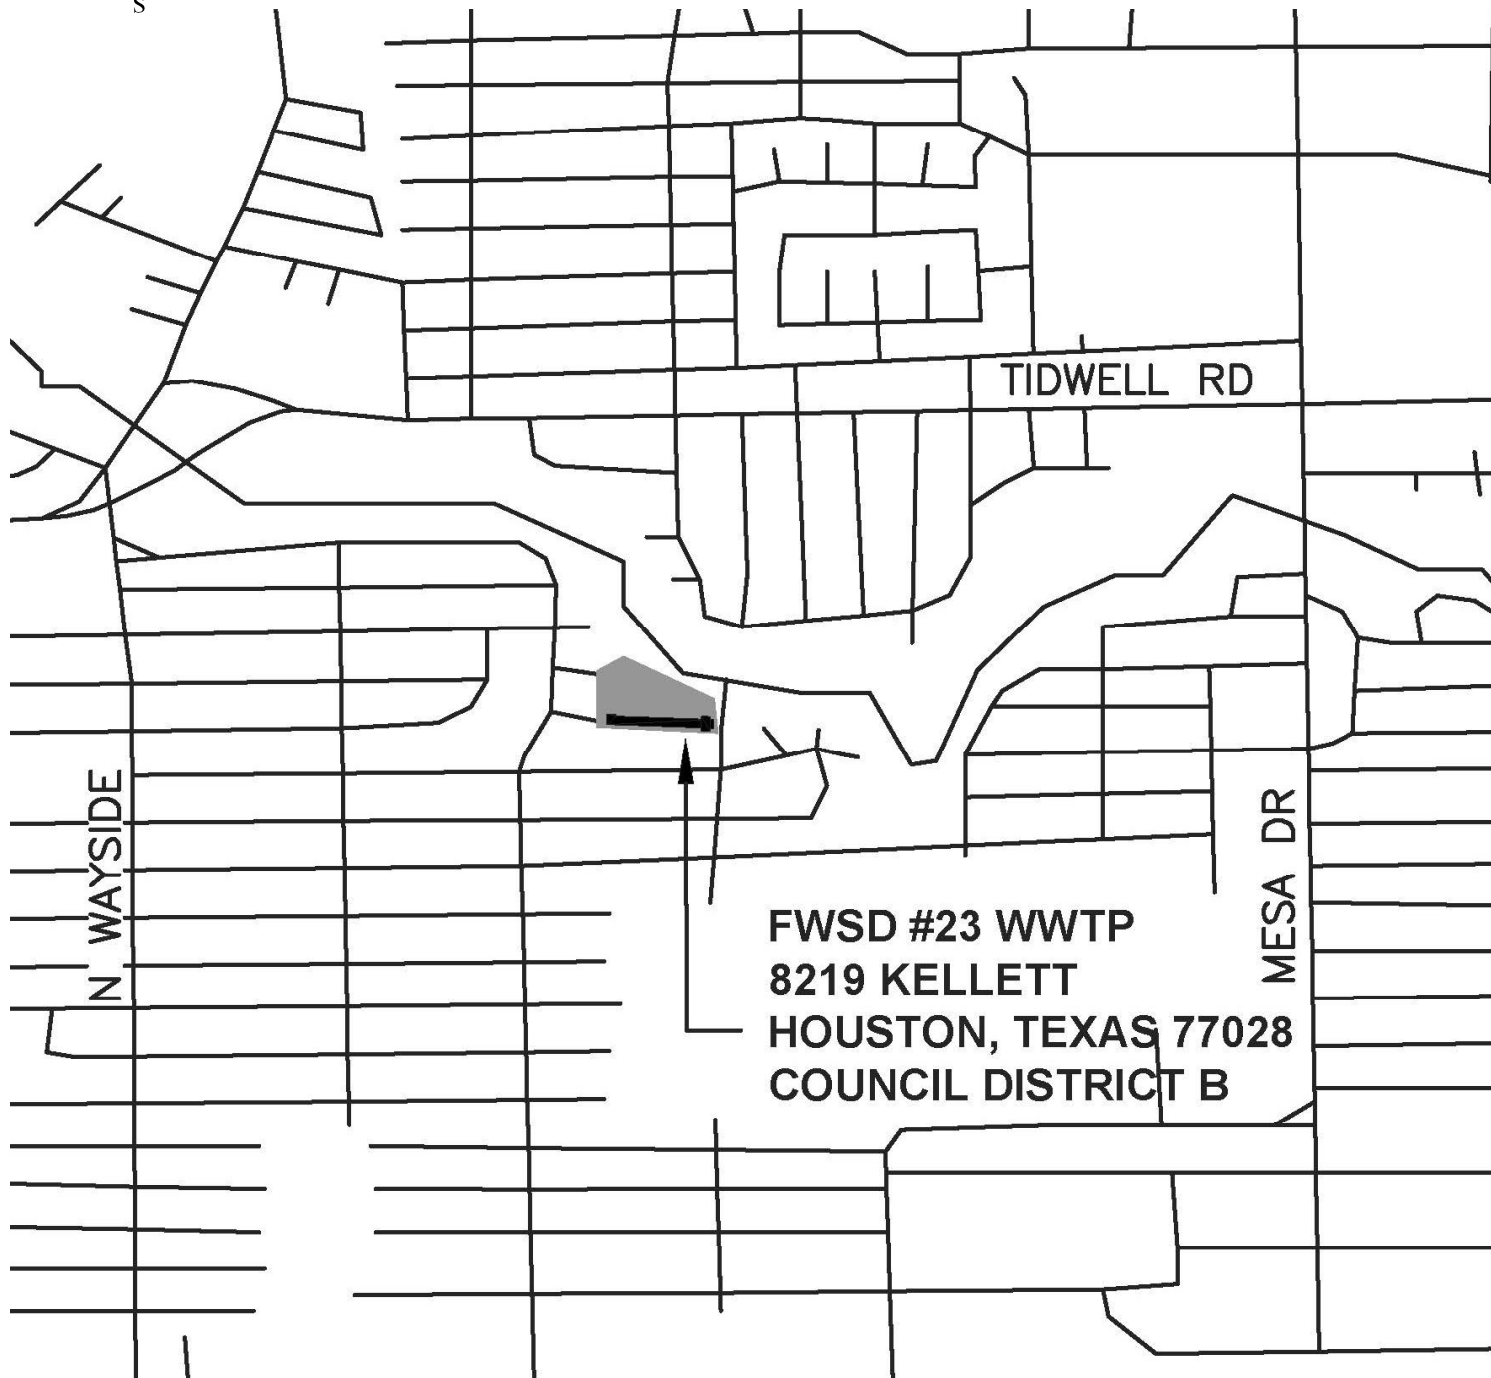 s
TIDWELL RD
N WAYSIDE
MESA DR
FWSD #23 WWTP
8219 KELLETT
HOUSTON, TEXAS 77028
COUNCIL DISTRICT B